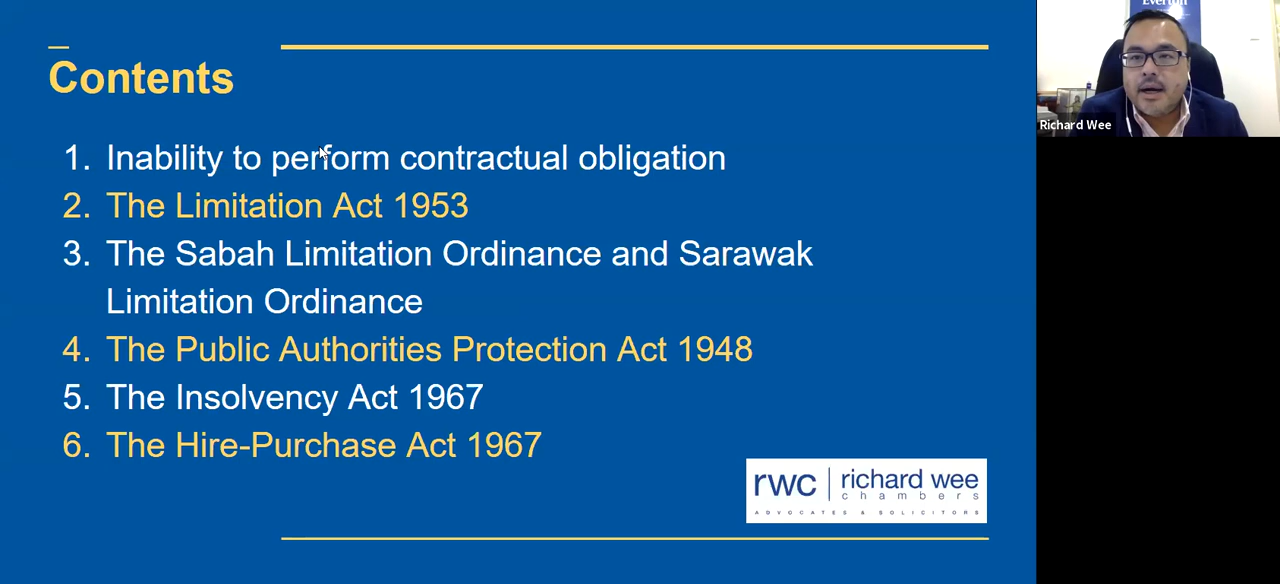 Contents
1. Inability to perform contractual obligation
2. The Limitation Act 1953
3. The Sabah Limitation Ordinance and Sarawak
Limitation Ordinance
4. The Public Authorities Protection Act 1948
5. The Insolvency Act 1967
6. The Hire-Purchase Act 1967
rwc | richard wee
chambers
ADVOCATES & SOLICITORS
Everton
Richard Wee